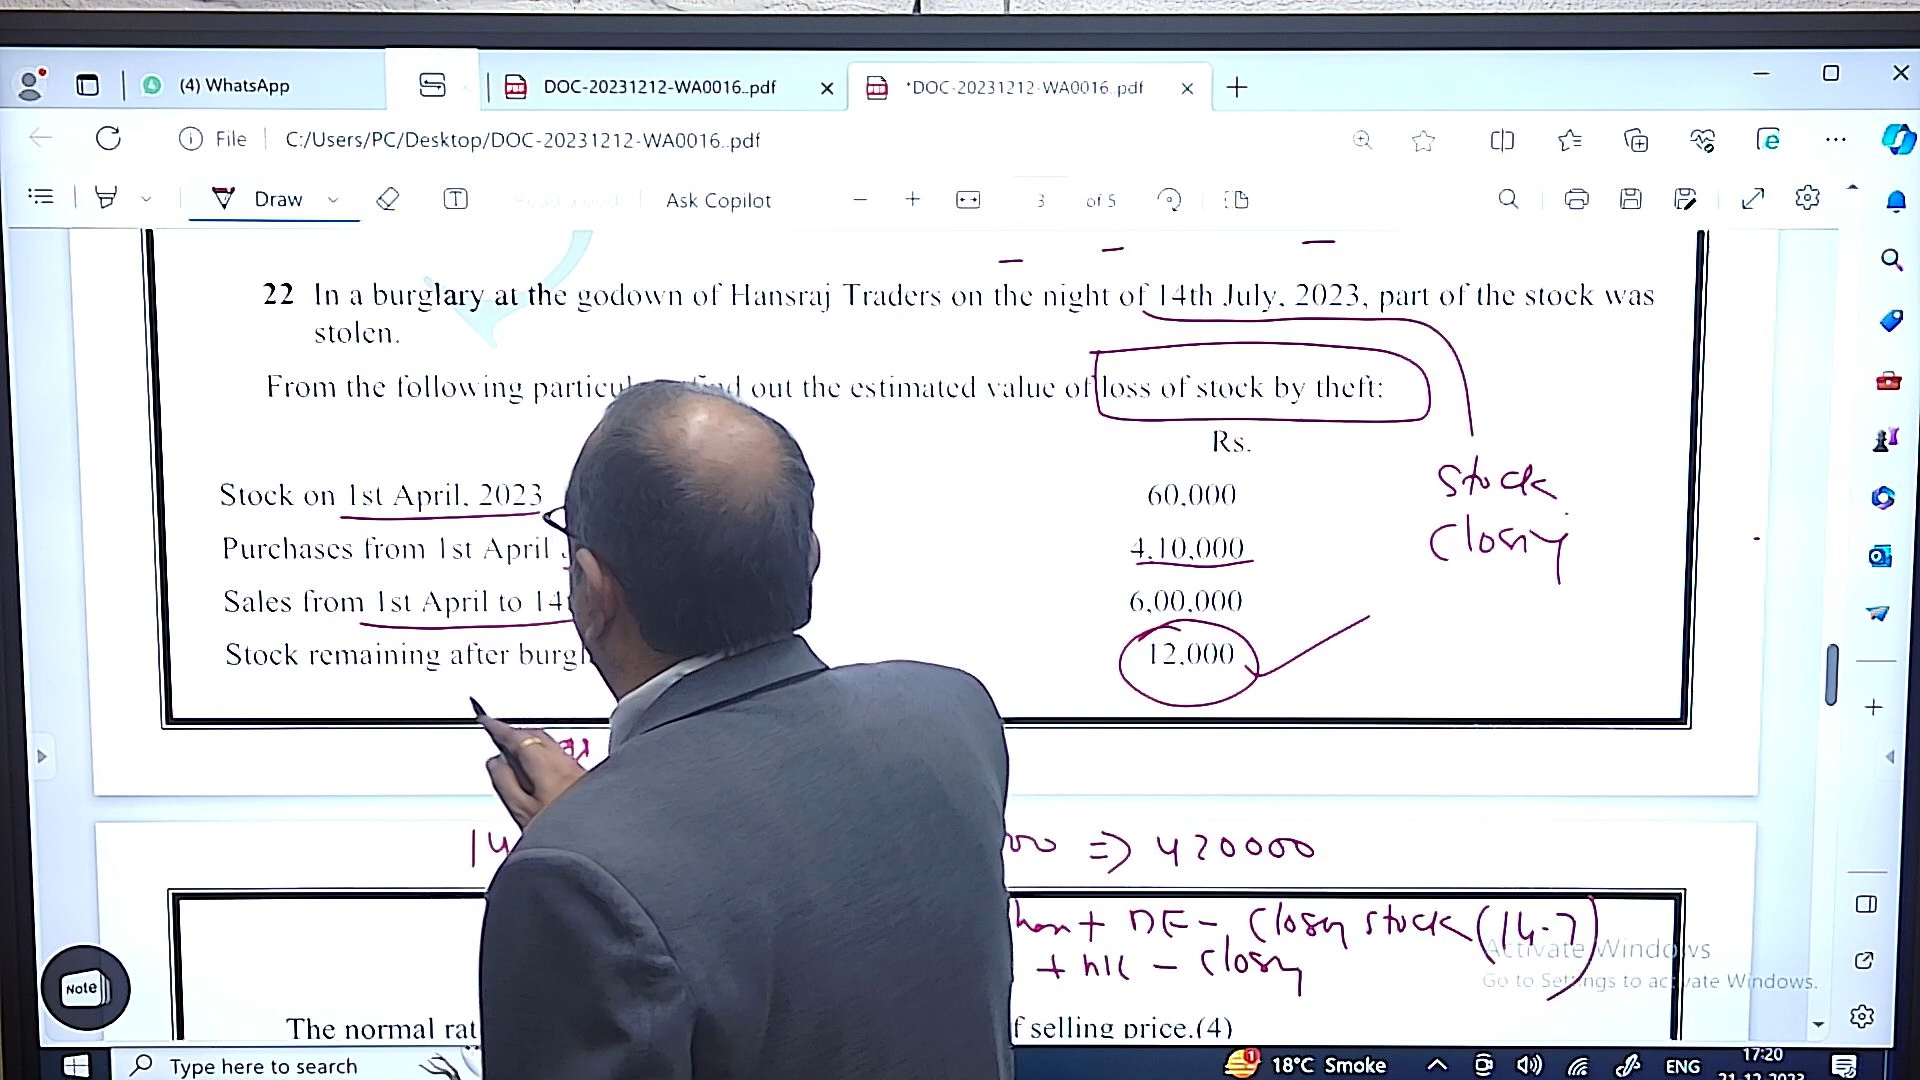 (4) WhatsApp
DOC-20231212-WA0016..pdf
*DOC-20231212-WA0016..pdf
File
C:/Users/PC/Desktop/DOC-20231212-WA0016..pdf
Draw
Ask Copilot
3 of 5
22 In a burglary at the godown of Hansraj Traders on the night of 14th July, 2023, part of the stock was
stolen.
From the following out the estimated value of loss of stock by theft:
Rs.
Stock on 1st April, 2023 60,000
Purchases from 1st April 4,10,000
Sales from 1st April to 6,00,000
Stock remaining after 12,000
stock
Closing
=> 420000
+ DE - Closing stock (14.7)
+ - Closing
Activate Windows
Go to Settings to activate Windows.
The normal selling price.(4)
Note
Type here to search
1
18°C Smoke
ENG
17:20